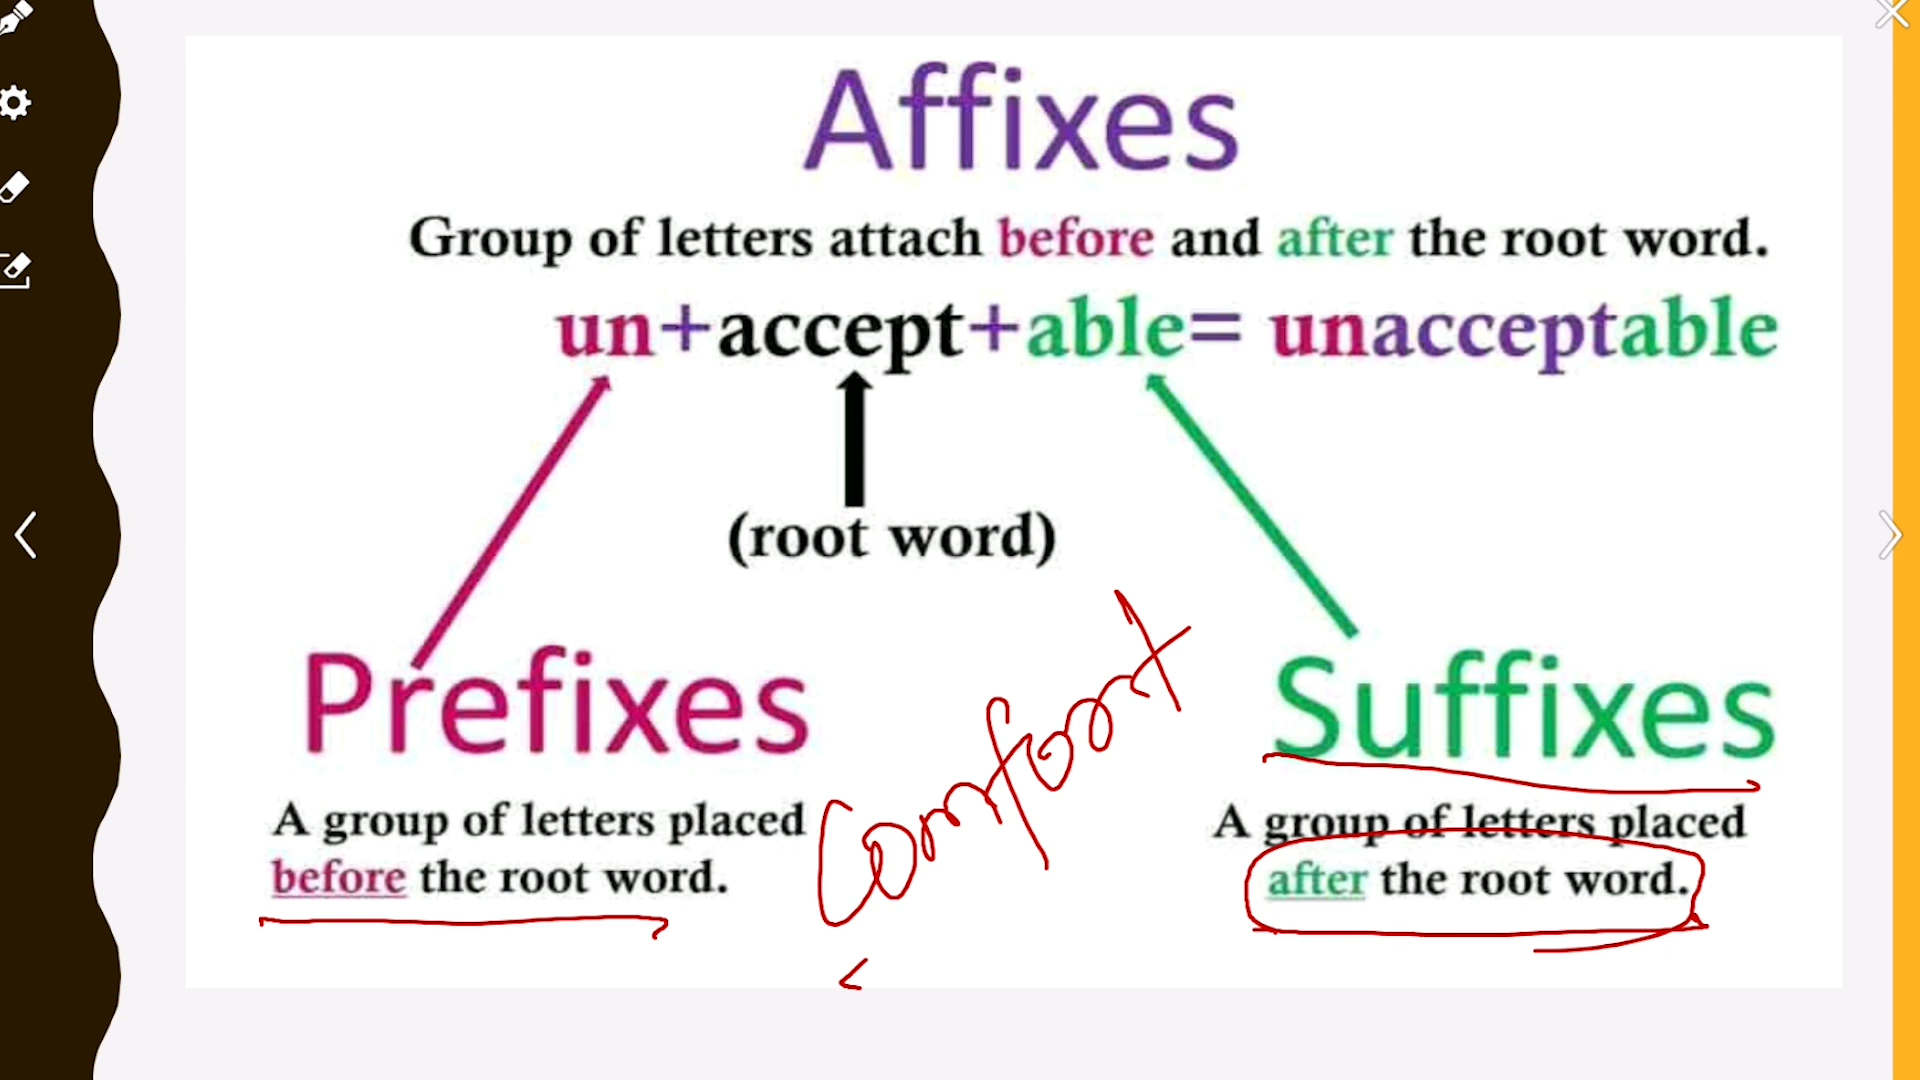 Affixes
Group of letters attach before and after the root word.
un+accept+able= unacceptable
(root word)
Prefixes
A group of letters placed
before the root word.
Comfort
Suffixes
A group of letters placed
after the root word.